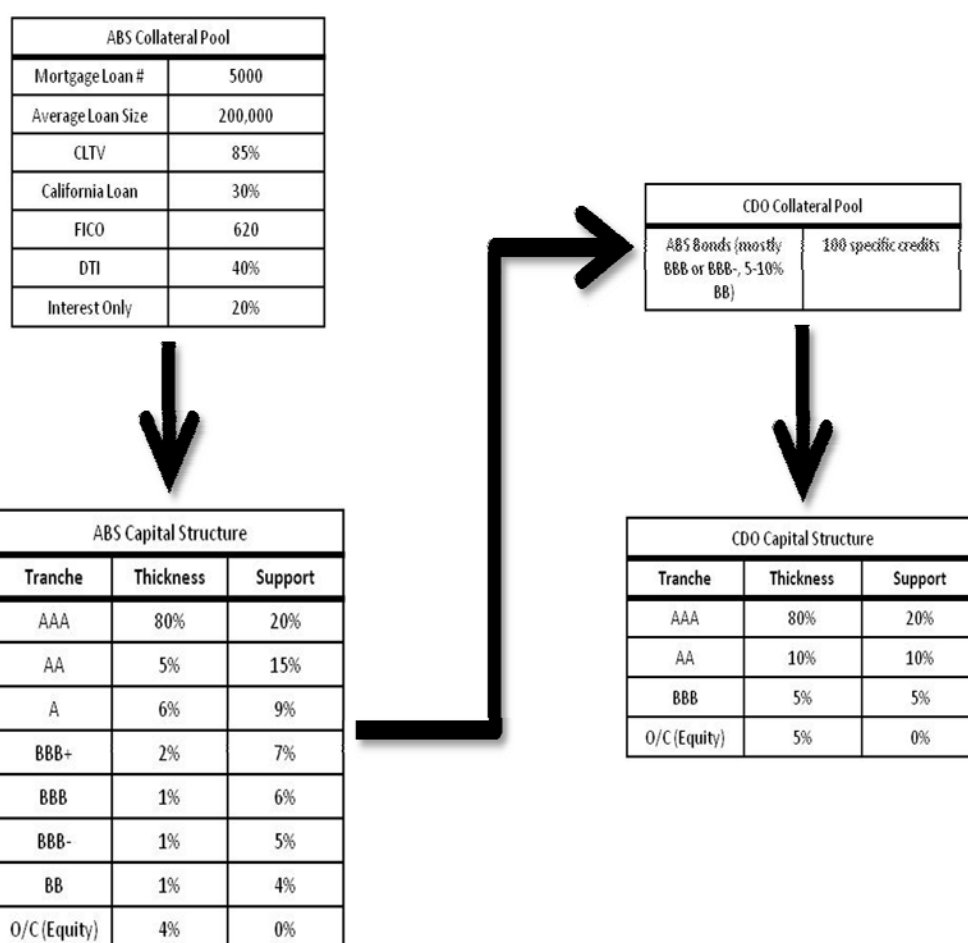 ABS Collateral Pool
Mortgage Loan # 5000
Average Loan Size 200,000
CLTV 85%
California Loan 30%
FICO 620
DTI 40%
Interest Only 20%
CDO Collateral Pool
ABS Bonds (mostly 100 specific credits
BBB or BBB-, 5-10%
BB)
ABS Capital Structure
Tranche Thickness Support
AAA 80% 20%
AA 5% 15%
A 6% 9%
BBB+ 2% 7%
BBB 1% 6%
BBB- 1% 5%
BB 1% 4%
O/C (Equity) 4% 0%
CDO Capital Structure
Tranche Thickness Support
AAA 80% 20%
AA 10% 10%
BBB 5% 5%
O/C (Equity) 5% 0%